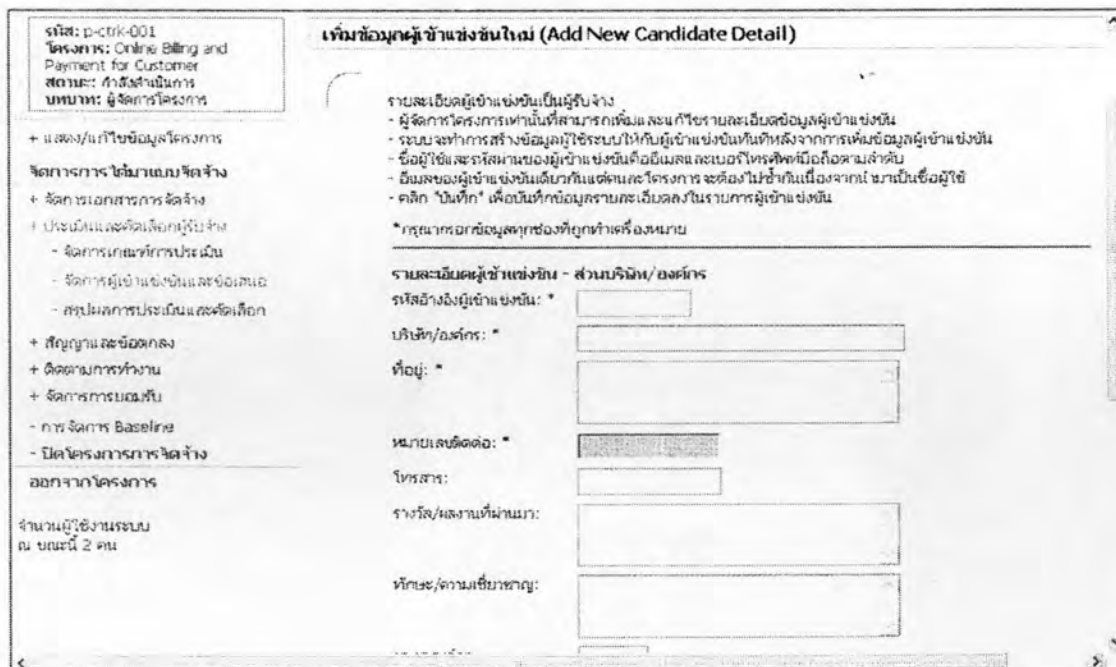 รหัส: p-ctrk-001
โครงการ: Online Billing and
Payment for Customer
สถานะ: กำลังดำเนินการ
บทบาท: ผู้จัดการโครงการ
+ แสดง/แก้ไขข้อมูลโครงการ
จัดการการได้มาแบบจัดจ้าง
+ จัดการเอกสารการจัดจ้าง
+ ประเมินและคัดเลือกผู้รับจ้าง
- จัดการเกณฑ์การประเมิน
- จัดการผู้เข้าแข่งขันและข้อเสนอ
- สรุปผลการประเมินและคัดเลือก
+ สัญญาและข้อตกลง
+ ติดตามการทำงาน
+ จัดการการยอมรับ
- การจัดการ Baseline
- ปิดโครงการการจัดจ้าง
ออกจากโครงการ
จำนวนผู้ใช้งานระบบ
ณ ขณะนี้ 2 คน
เพิ่มข้อมูลผู้เข้าแข่งขันใหม่ (Add New Candidate Detail)
รายละเอียดผู้เข้าแข่งขันเป็นผู้รับจ้าง
- ผู้จัดการโครงการเท่านั้นที่สามารถเพิ่มและแก้ไขรายละเอียดข้อมูลผู้เข้าแข่งขัน
- ระบบจะทำการสร้างข้อมูลผู้ใช้ระบบให้กับผู้เข้าแข่งขันทันทีหลังจากการเพิ่มข้อมูลผู้เข้าแข่งขัน
- ชื่อผู้ใช้และรหัสผ่านของผู้เข้าแข่งขันคืออีเมลและเบอร์โทรศัพท์มือถือตามลำดับ
- อีเมลของผู้เข้าแข่งขันเดียวกันแต่คนละโครงการจะต้องไม่ซ้ำกันเนื่องจากนำมาเป็นชื่อผู้ใช้
- คลิก "บันทึก" เพื่อบันทึกข้อมูลรายละเอียดลงในรายการผู้เข้าแข่งขัน
*กรุณากรอกข้อมูลทุกช่องที่ถูกทำเครื่องหมาย
รายละเอียดผู้เข้าแข่งขัน - ส่วนบริษัท/องค์กร
รหัสอ้างอิงผู้เข้าแข่งขัน: *
บริษัท/องค์กร: *
ที่อยู่: *
หมายเลขติดต่อ: *
โทรสาร:
รางวัล/ผลงานที่ผ่านมา:
ทักษะ/ความเชี่ยวชาญ: